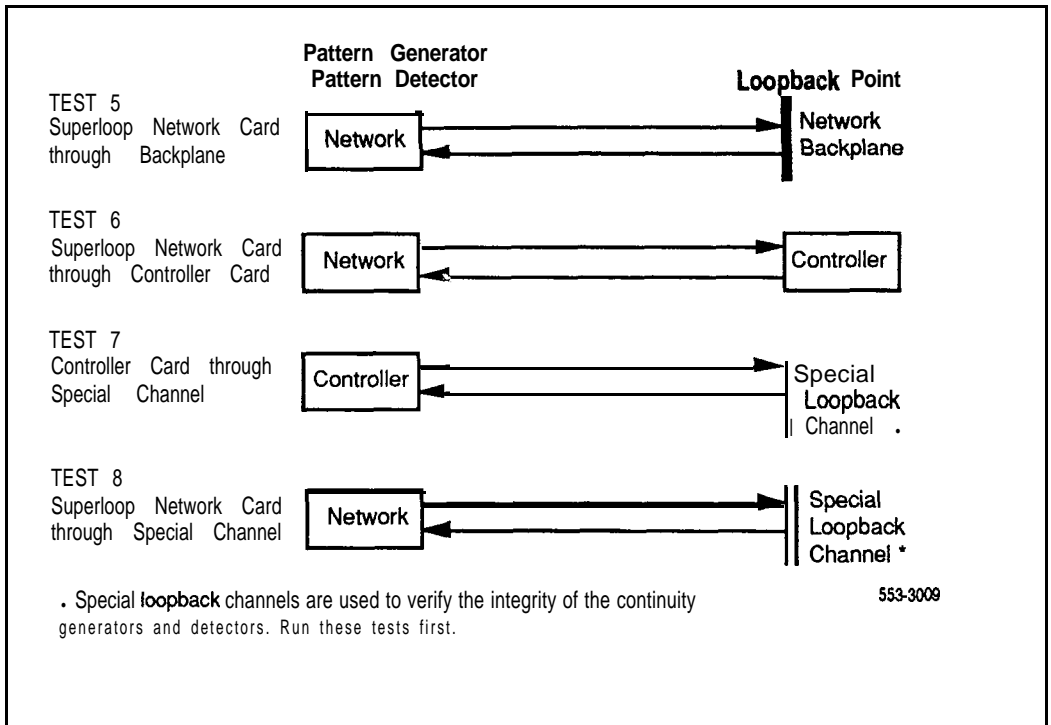 Pattern Generator
Pattern Detector
Loopback Point
TEST 5
Superloop Network Card
through Backplane
Network
Network
Backplane
TEST 6
Superloop Network Card
through Controller Card
Network
Controller
TEST 7
Controller Card through
Special Channel
Controller
Special
Loopback
Channel •
TEST 8
Superloop Network Card
through Special Channel
Network
Special
Loopback
Channel *
• Special loopback channels are used to verify the integrity of the continuity
generators and detectors. Run these tests first.
553-3009